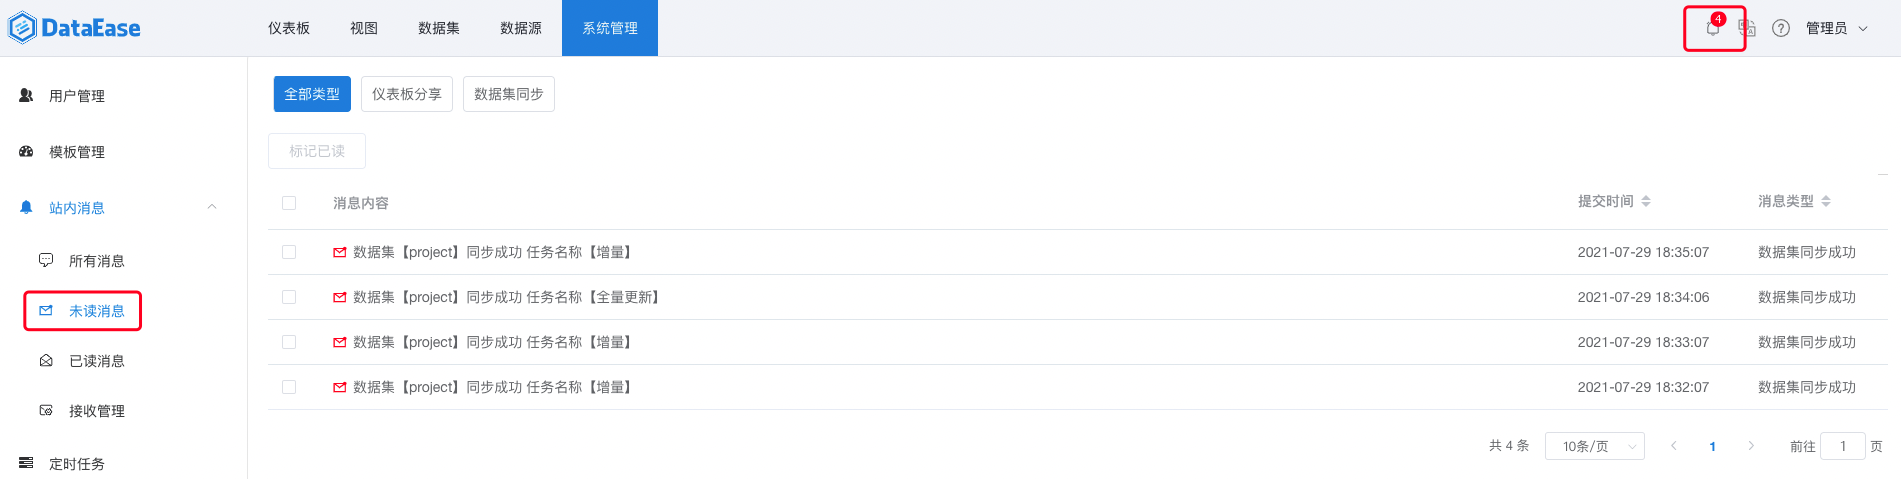 DataEase 仪表板 视图 数据集 数据源 系统管理 4 管理员
用户管理
模板管理
站内消息
所有消息
未读消息
已读消息
接收管理
定时任务
全部类型 仪表板分享 数据集同步
标记已读
消息内容 提交时间 消息类型
数据集【project】同步成功 任务名称【增量】 2021-07-29 18:35:07 数据集同步成功
数据集【project】同步成功 任务名称【全量更新】 2021-07-29 18:34:06 数据集同步成功
数据集【project】同步成功 任务名称【增量】 2021-07-29 18:33:07 数据集同步成功
数据集【project】同步成功 任务名称【增量】 2021-07-29 18:32:07 数据集同步成功
共 4 条 10条/页 1 前往 1 页